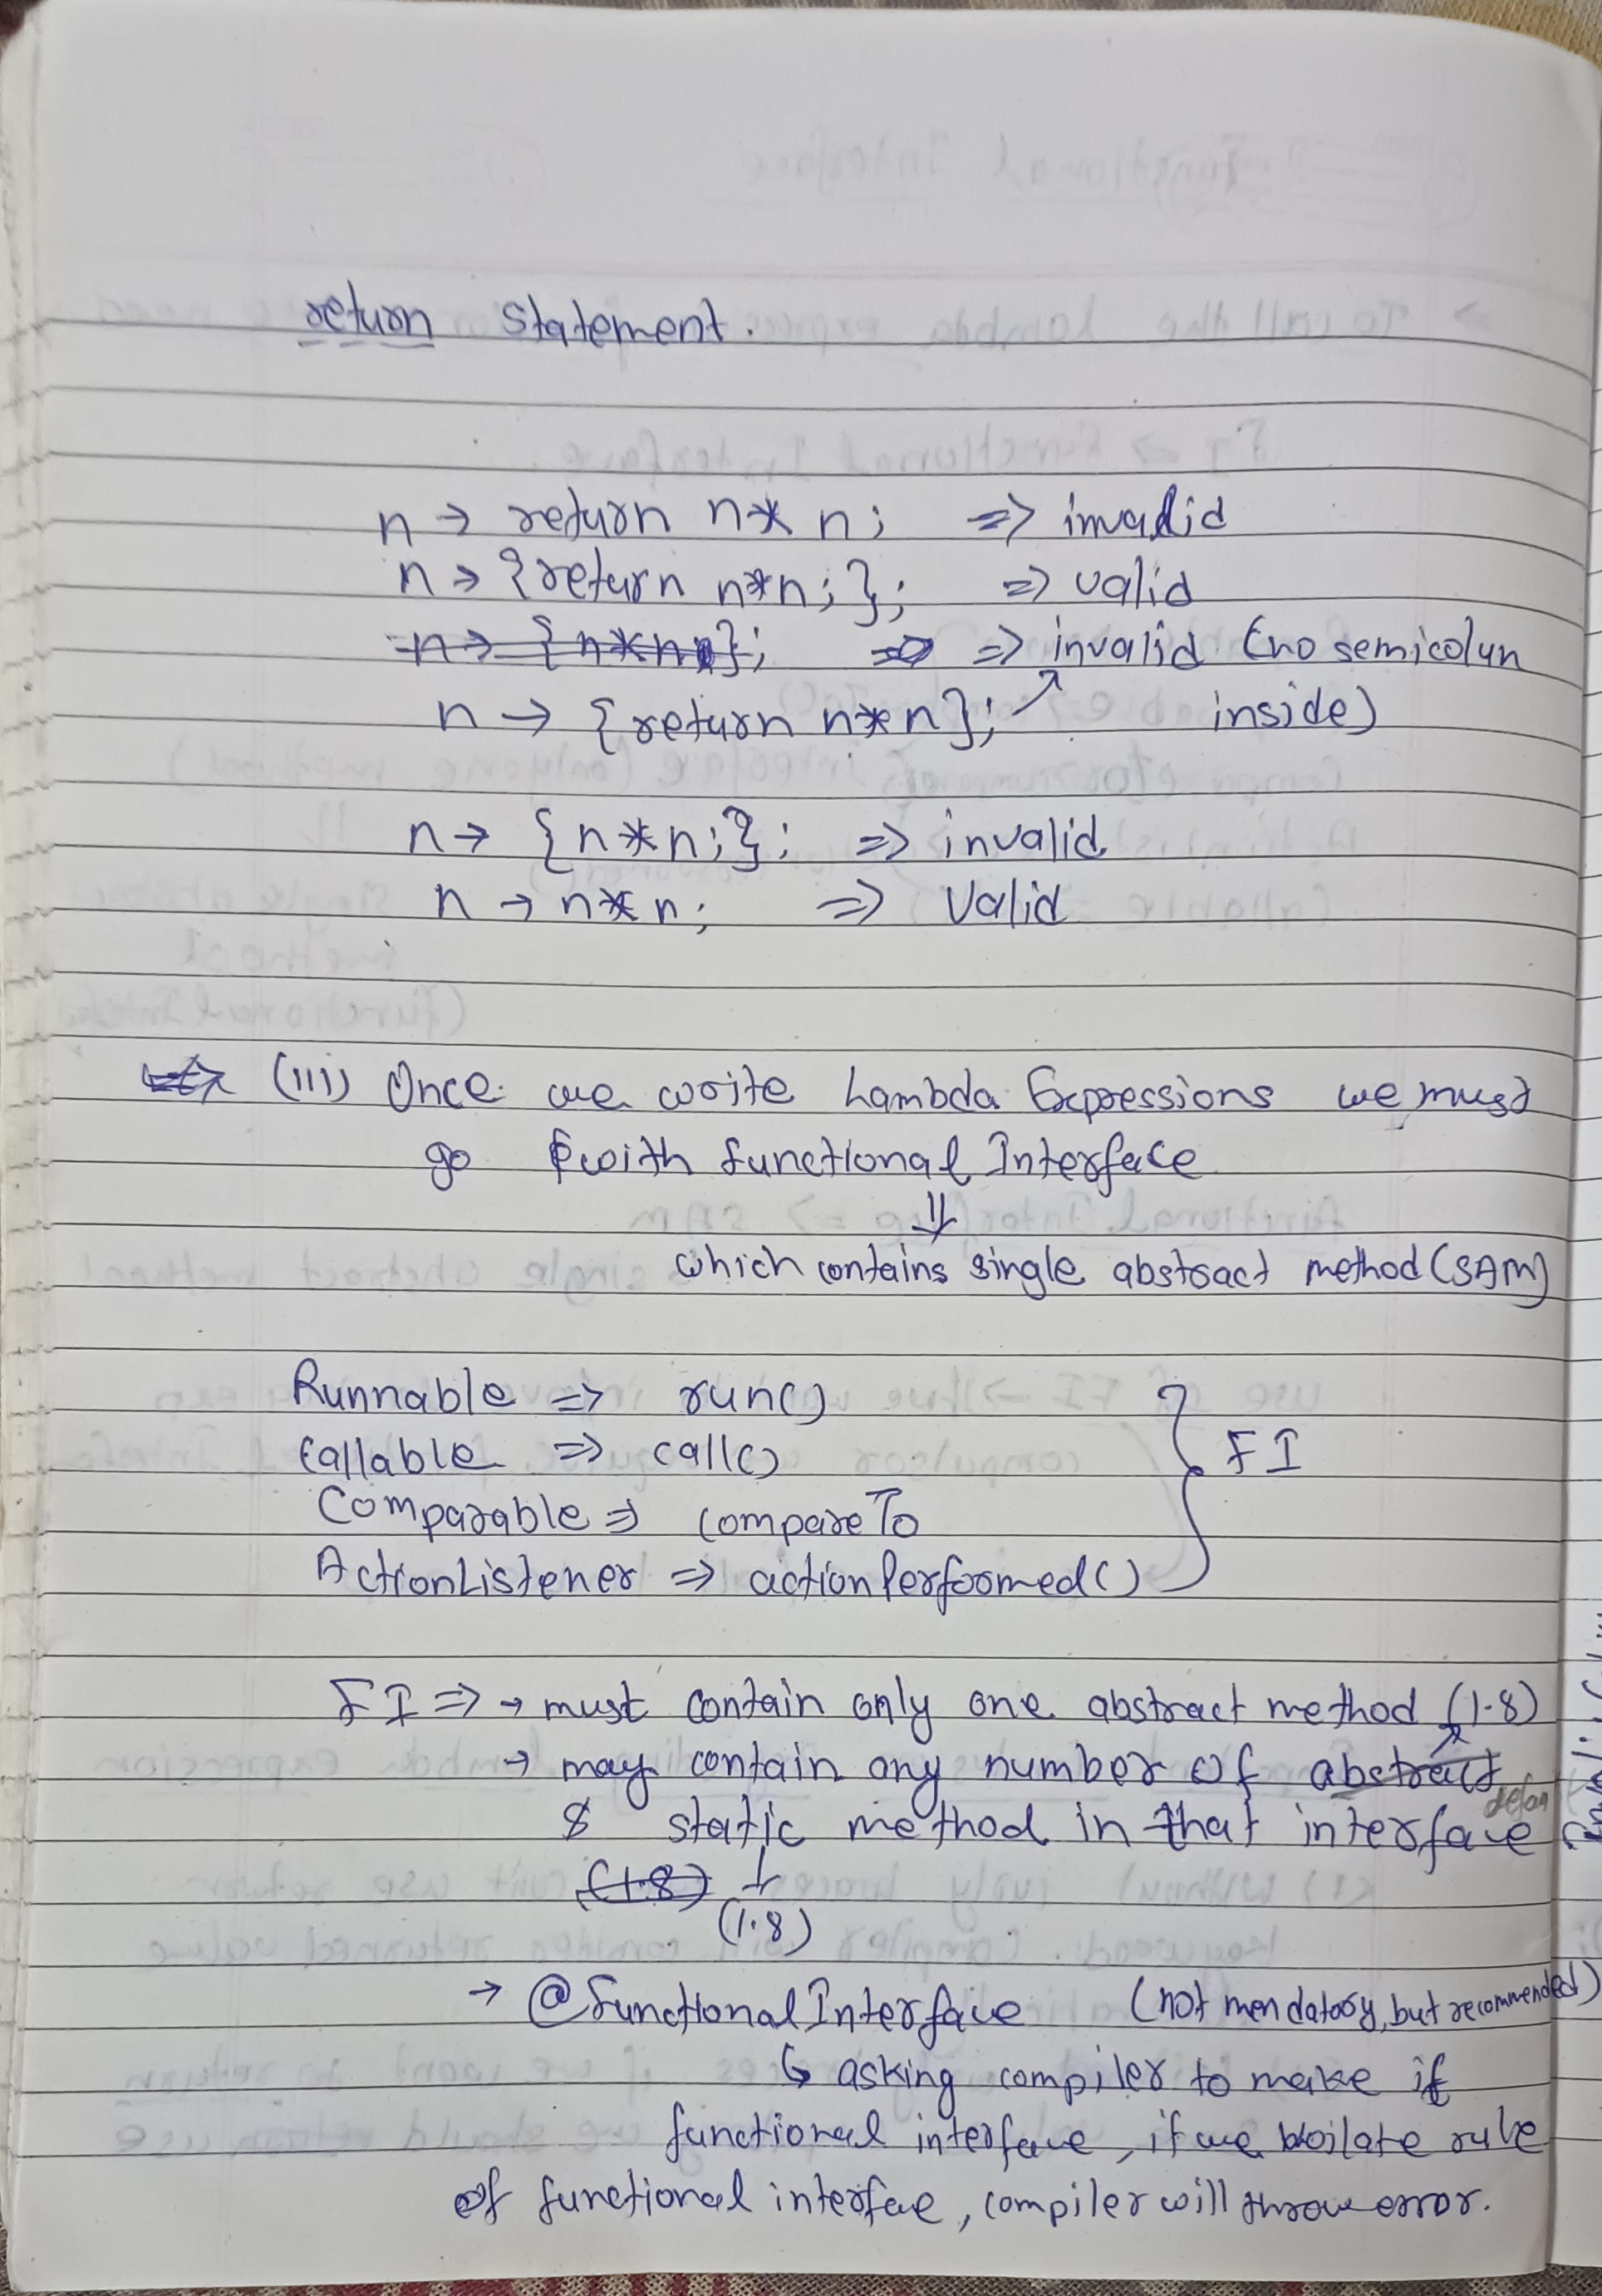 return statement.
n → return n * n; => invalid
n → {return n*n;}; => valid
n → {n*n}; => invalid (no semicolun
n → {return n*n}; inside)
n → {n*n;}; => invalid
n → n*n; => Valid
(iii) Once we write Lambda Expressions we must
go with functional Interface
which contains single abstract method (SAM)
Runnable => run()
Callable => call()
Comparable => compareTo
ActionListener => actionPerformed()
FI
FI => → must contain only one abstract method (1.8)
→ may contain any number of abstract
& static method in that interface
(1.8)
(1.8)
→ @functionalInterface (not mendatory, but recommended)
↳ asking compiler to make it
functional interface, if we voilate rule
of functional interfae, compiler will throw error.